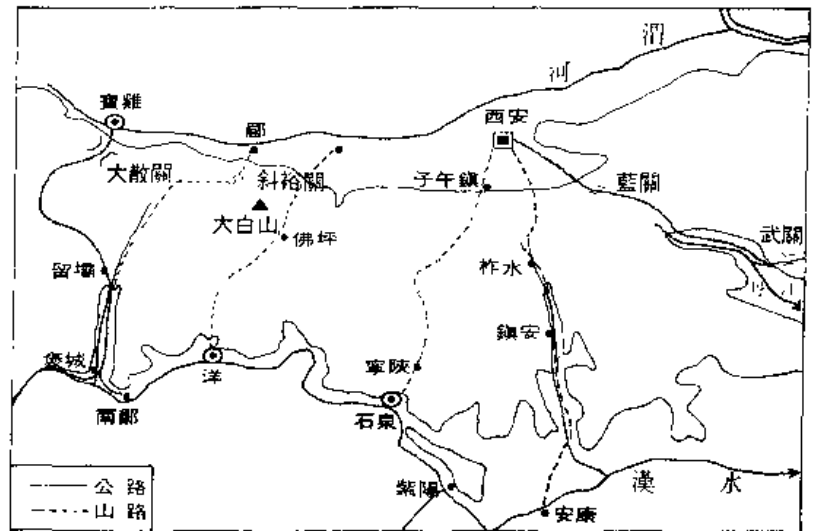 渭
河
寶雞
西安
郿
大散關
斜裕關
子午鎮
藍關
大白山
佛坪
武關
留壩
柞水
鎮安
洋
寧陝
褒城
南鄭
石泉
紫陽
漢 水
安康
公路
山路